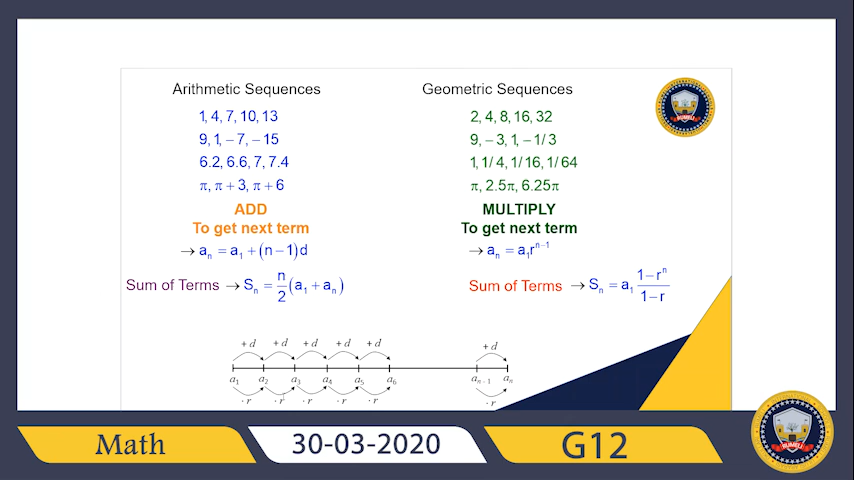 Arithmetic Sequences
1, 4, 7, 10, 13
9, 1, − 7, − 15
6.2, 6.6, 7, 7.4
π, π + 3, π + 6
ADD
To get next term
→ aₙ = a₁ + (n − 1)d
Sum of Terms → Sₙ = n/2 (a₁ + aₙ)
Geometric Sequences
2, 4, 8, 16, 32
9, − 3, 1, − 1/ 3
1, 1/ 4, 1/ 16, 1/ 64
π, 2.5π, 6.25π
MULTIPLY
To get next term
→ aₙ = a₁rⁿ⁻¹
Sum of Terms → Sₙ = a₁ (1 − rⁿ)/(1 − r)
+ d + d + d + d + d + d
a₁ a₂ a₃ a₄ a₅ a₆ aₙ₋₁ aₙ
· r · r · r · r · r · r
Math
30-03-2020
G12
RUMELI